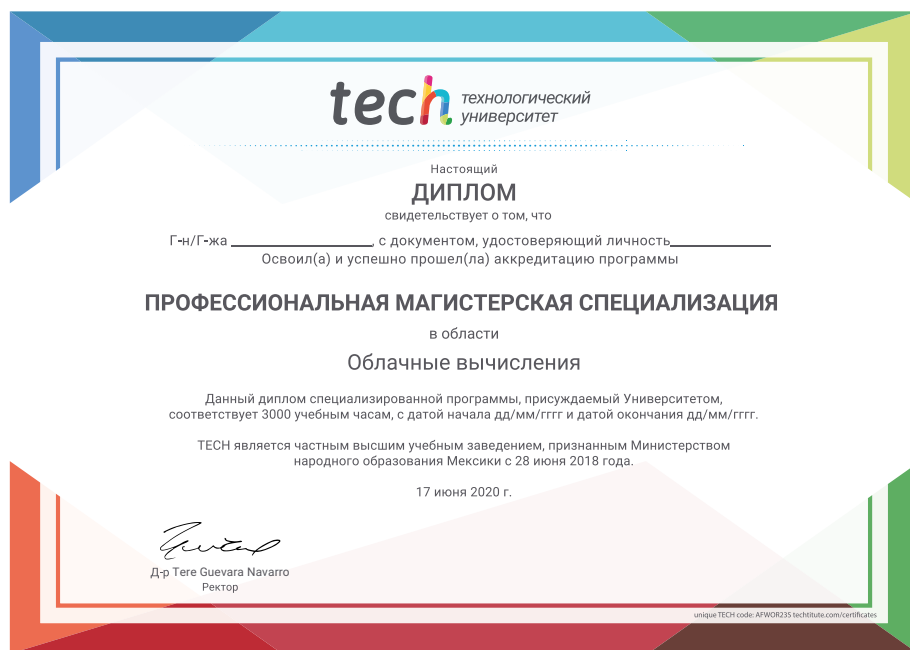 tech технологический
университет
Настоящий
ДИПЛОМ
свидетельствует о том, что
Г-н/Г-жа ____________________, с документом, удостоверяющий личность______________
Освоил(а) и успешно прошел(ла) аккредитацию программы
ПРОФЕССИОНАЛЬНАЯ МАГИСТЕРСКАЯ СПЕЦИАЛИЗАЦИЯ
в области
Облачные вычисления
Данный диплом специализированной программы, присуждаемый Университетом,
соответствует 3000 учебным часам, с датой начала дд/мм/гггг и датой окончания дд/мм/гггг.
TECH является частным высшим учебным заведением, признанным Министерством
народного образования Мексики с 28 июня 2018 года.
17 июня 2020 г.
Д-р Tere Guevara Navarro
Ректор
unique TECH code: AFWOR23S techtitute.com/certificates